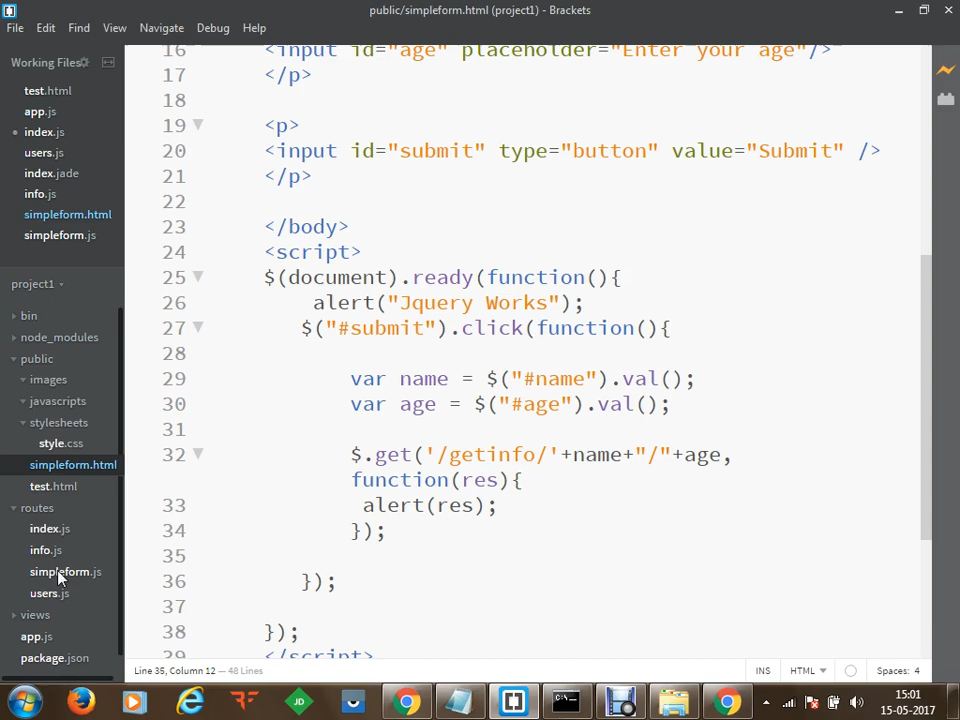 public/simpleform.html (project1) - Brackets
File Edit Find View Navigate Debug Help
Working Files
test.html
app.js
index.js
users.js
index.jade
info.js
simpleform.html
simpleform.js
project1
bin
node_modules
public
images
javascripts
stylesheets
style.css
simpleform.html
test.html
routes
index.js
info.js
simpleform.js
users.js
views
app.js
package.json
16 <input id="age" placeholder="Enter your age"/>
17 </p>
18
19 <p>
20 <input id="submit" type="button" value="Submit" />
21 </p>
22
23 </body>
24 <script>
25 $(document).ready(function(){
26 alert("Jquery Works");
27 $("#submit").click(function(){
28
29 var name = $("#name").val();
30 var age = $("#age").val();
31
32 $.get('/getinfo/'+name+"/"+age,
function(res){
33 alert(res);
34 });
35
36 });
37
38 });
39 </script>
Line 35, Column 12 — 48 Lines
INS HTML Spaces: 4
JD
15:01
15-05-2017